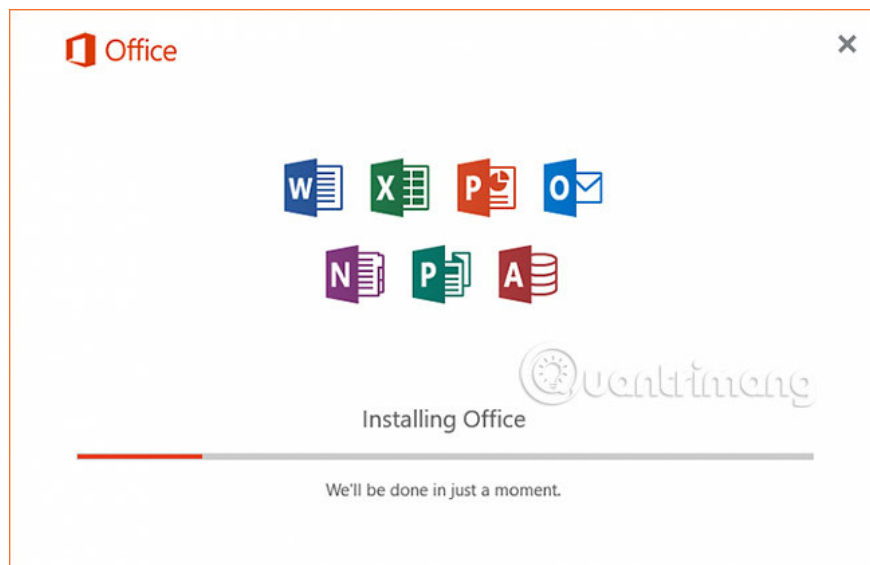 Office
W X P O
N P A
Quantrimang
Installing Office
We'll be done in just a moment.